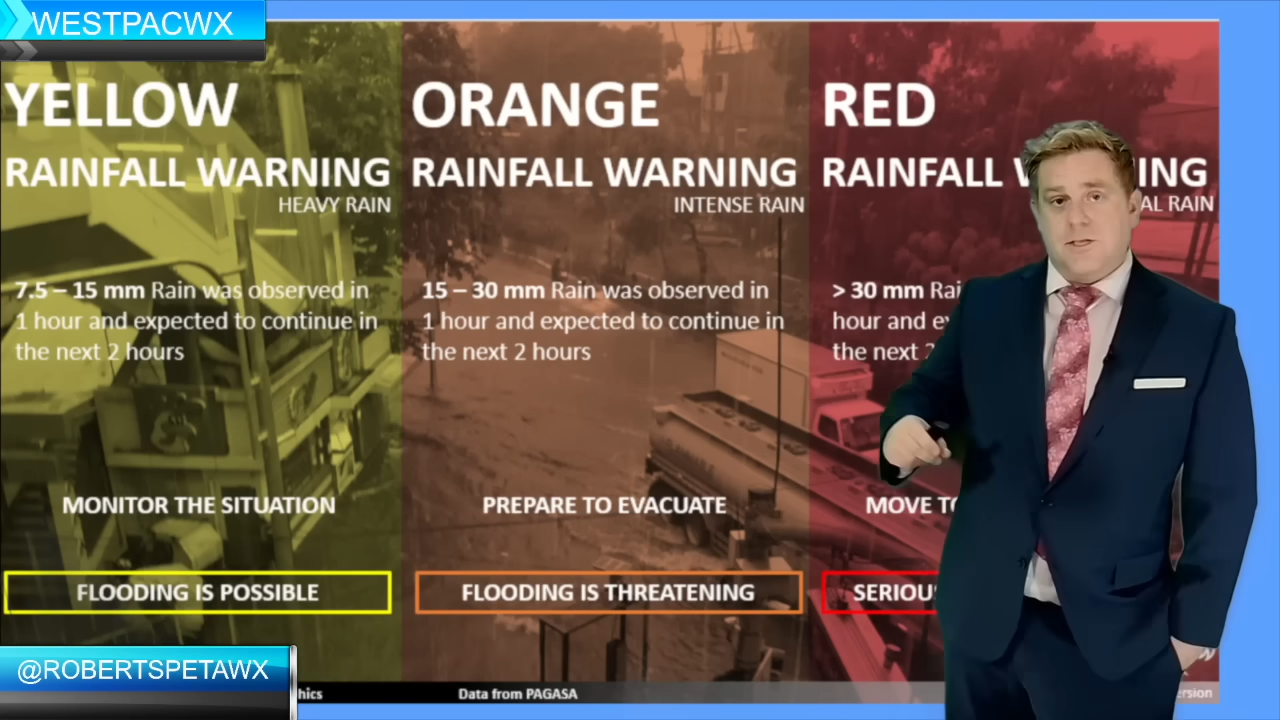 WESTPACWX
YELLOW
RAINFALL WARNING
HEAVY RAIN
7.5 – 15 mm Rain was observed in
1 hour and expected to continue in
the next 2 hours
MONITOR THE SITUATION
FLOODING IS POSSIBLE
ORANGE
RAINFALL WARNING
INTENSE RAIN
15 – 30 mm Rain was observed in
1 hour and expected to continue in
the next 2 hours
PREPARE TO EVACUATE
FLOODING IS THREATENING
RED
RAINFALL
RAIN
> 30 mm
hour and
the next 2
MOVE
@ROBERTSPETAWX
Data from PAGASA